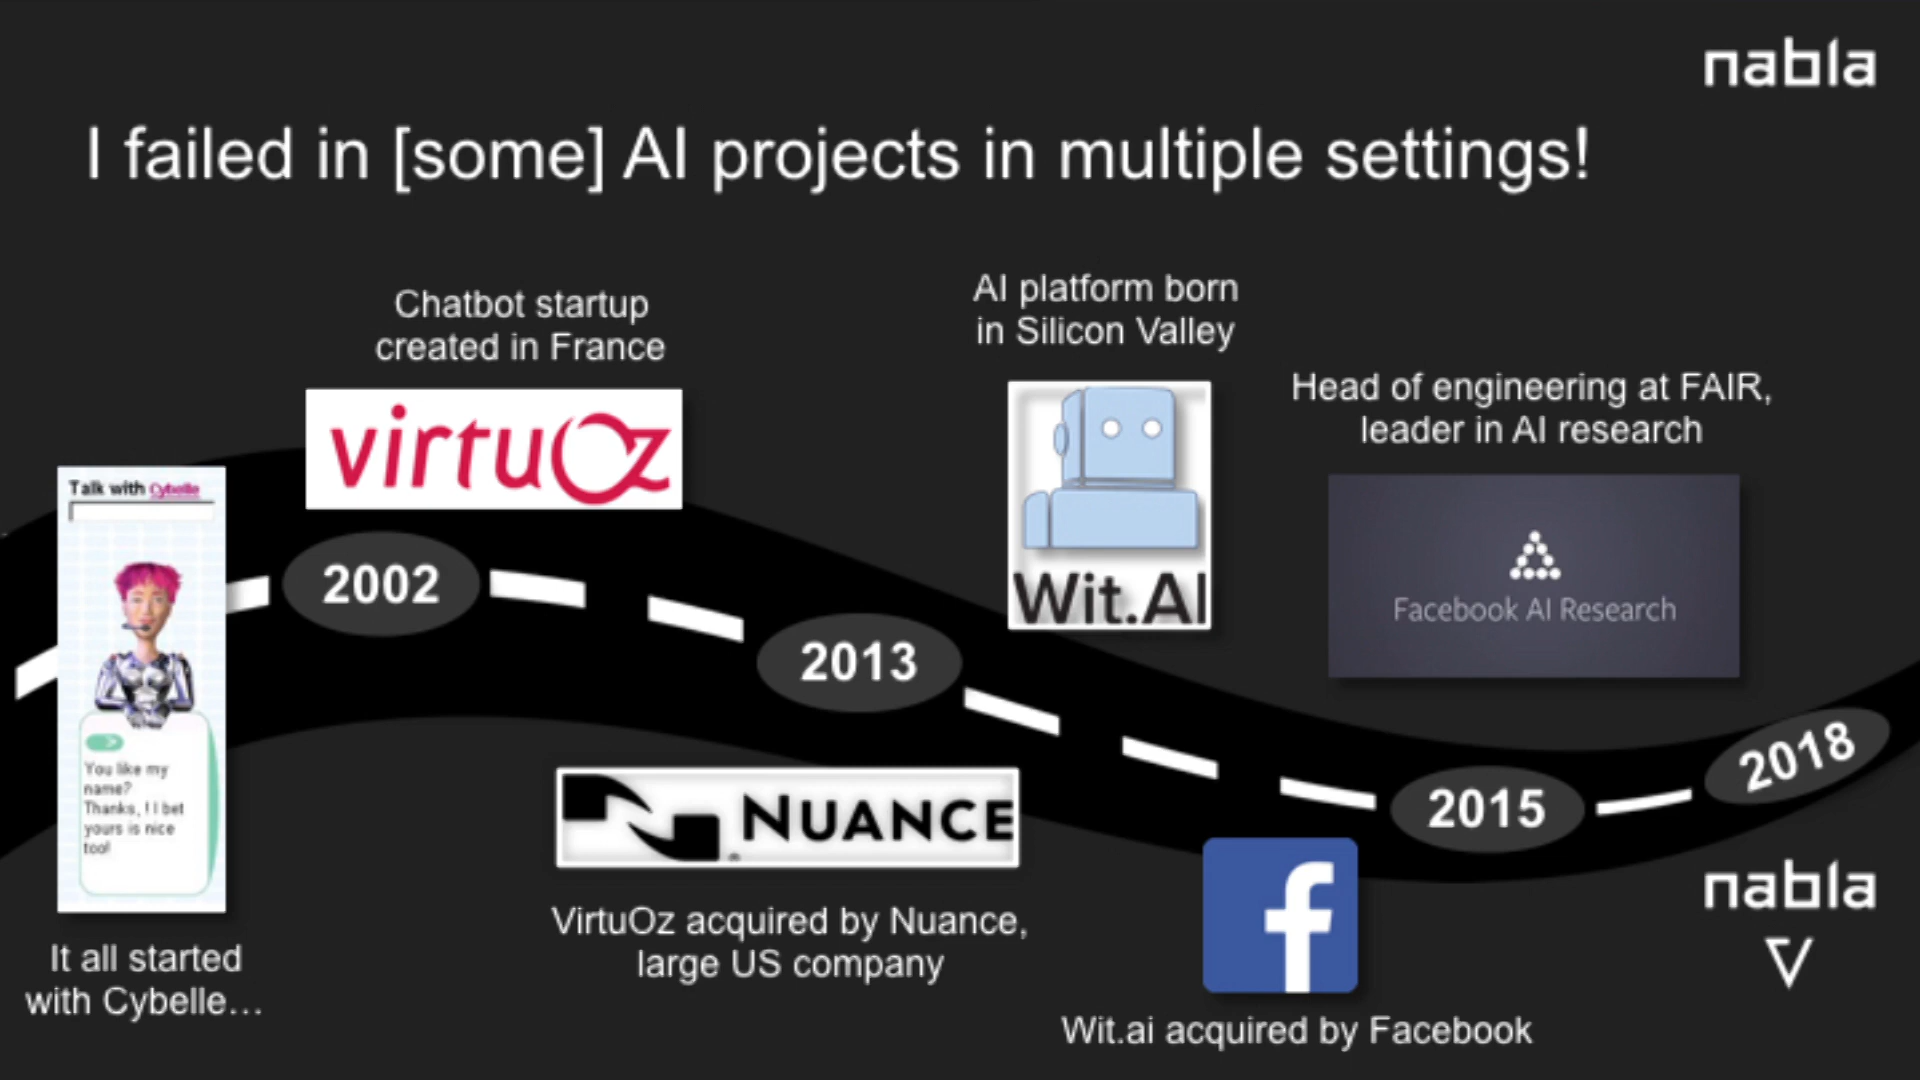 nabla
I failed in [some] AI projects in multiple settings!
Chatbot startup
created in France
virtuOz
AI platform born
in Silicon Valley
Wit.AI
Head of engineering at FAIR,
leader in AI research
Facebook AI Research
Talk with Cybelle
You like my
name?
Thanks, ! I bet
yours is nice
too!
It all started
with Cybelle...
2002
2013
2015
2018
NUANCE
VirtuOz acquired by Nuance,
large US company
f
Wit.ai acquired by Facebook
nabla